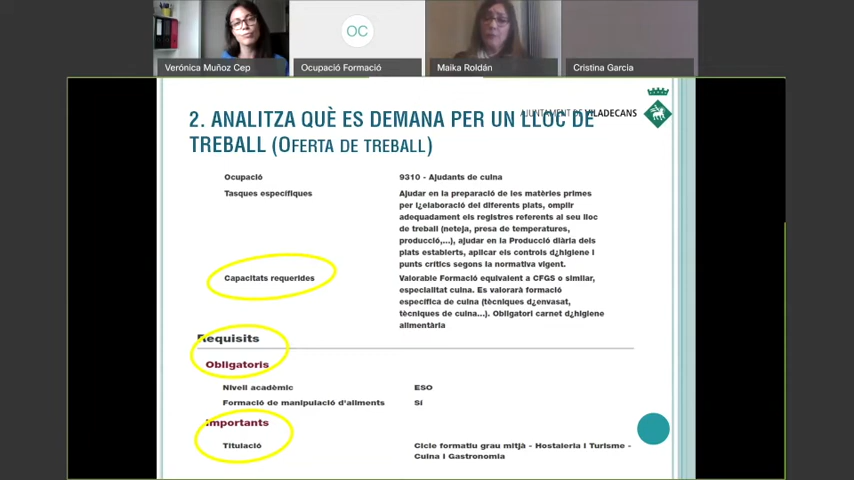 OC
Verónica Muñoz Cep
Ocupació Formació
Maika Roldán
Cristina Garcia
AJUNTAMENT DE VILADECANS
2. ANALITZA QUÈ ES DEMANA PER UN LLOC DE
TREBALL (OFERTA DE TREBALL)
Ocupació
9310 - Ajudants de cuina
Tasques específiques
Ajudar en la preparació de les matèries primes
per l¿elaboració del diferents plats, omplir
adequadament els registres referents al seu lloc
de treball (neteja, presa de temperatures,
producció,...), ajudar en la Producció diària dels
plats establerts, aplicar els controls d¿higiene i
punts crítics segons la normativa vigent.
Capacitats requerides
Valorable Formació equivalent a CFGS o similar,
especialitat cuina. Es valorarà formació
específica de cuina (tècniques d¿envasat,
tècniques de cuina...). Obligatori carnet d¿higiene
alimentària
Requisits
Obligatoris
Nivell acadèmic
ESO
Formació de manipulació d'aliments
Sí
Importants
Titulació
Cicle formatiu grau mitjà - Hostaleria i Turisme -
Cuina i Gastronomia